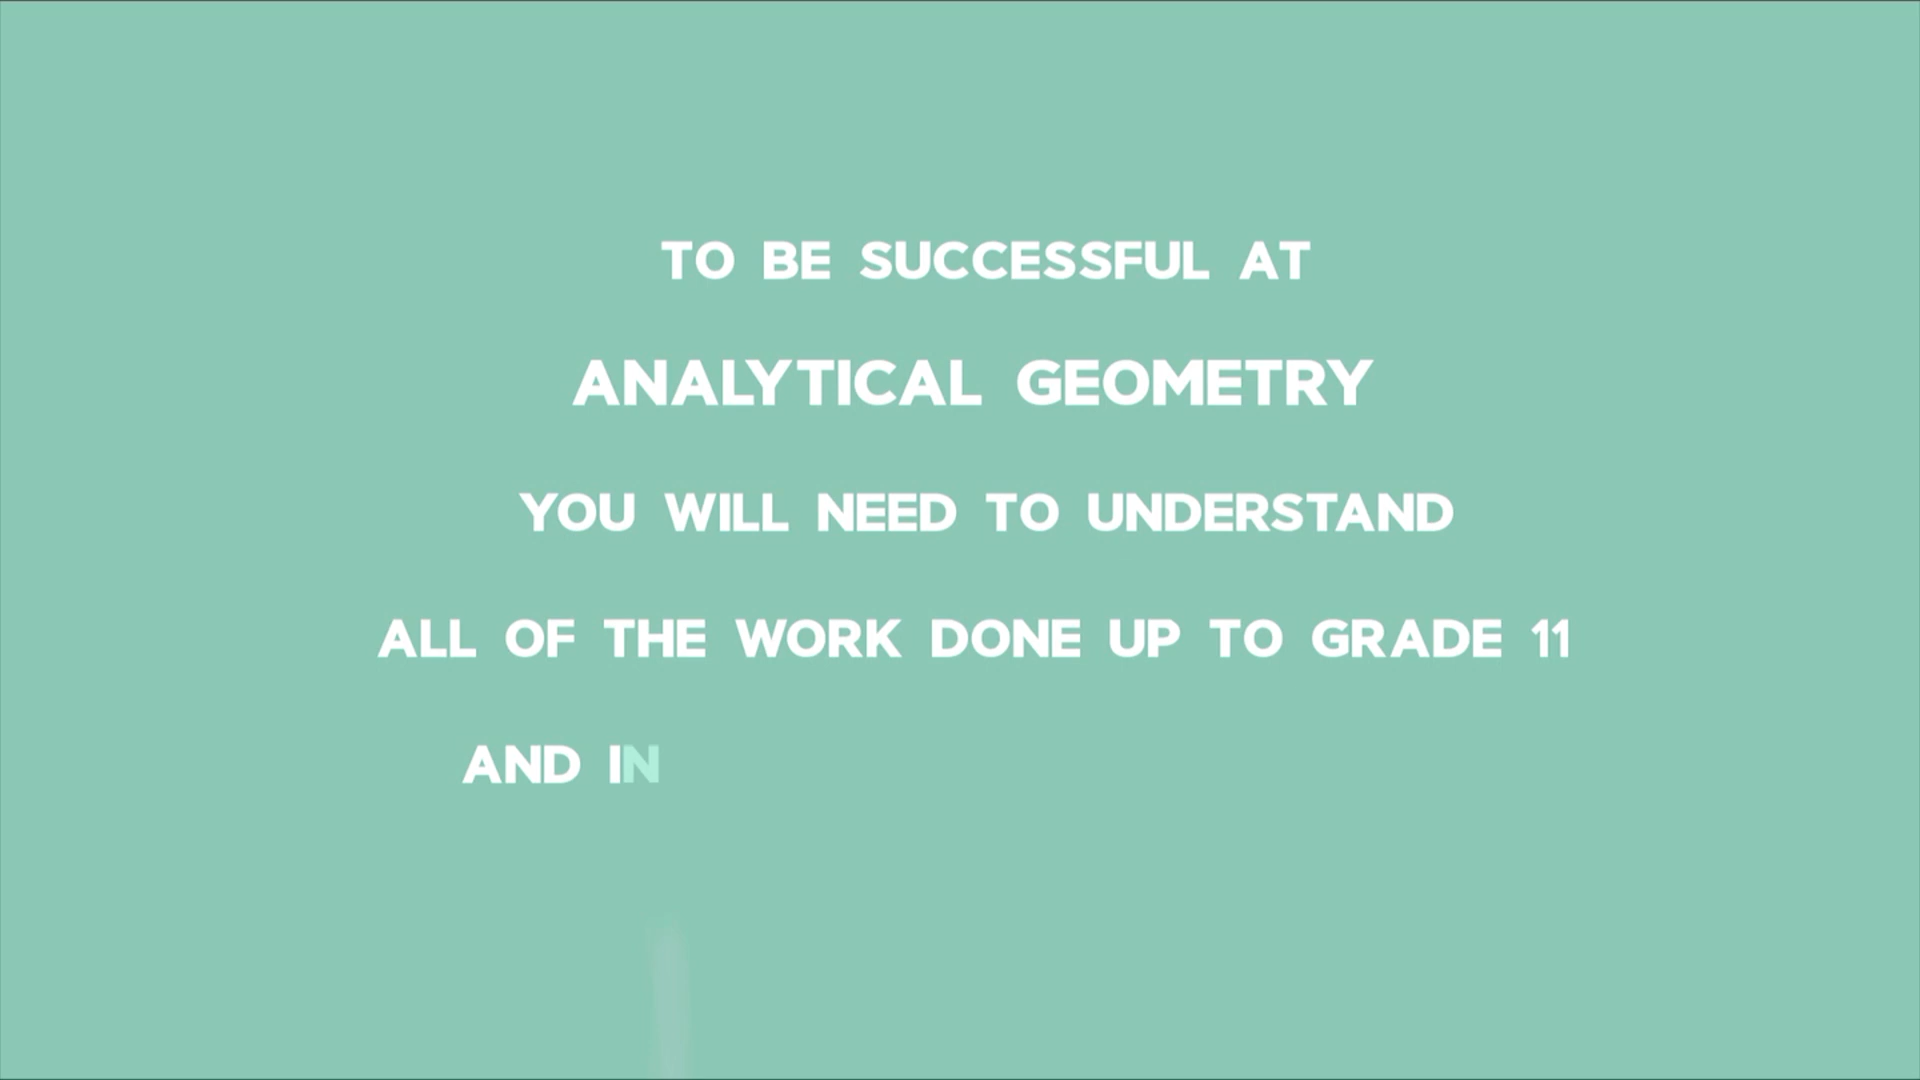 TO BE SUCCESSFUL AT
ANALYTICAL GEOMETRY
YOU WILL NEED TO UNDERSTAND
ALL OF THE WORK DONE UP TO GRADE 11
AND IN